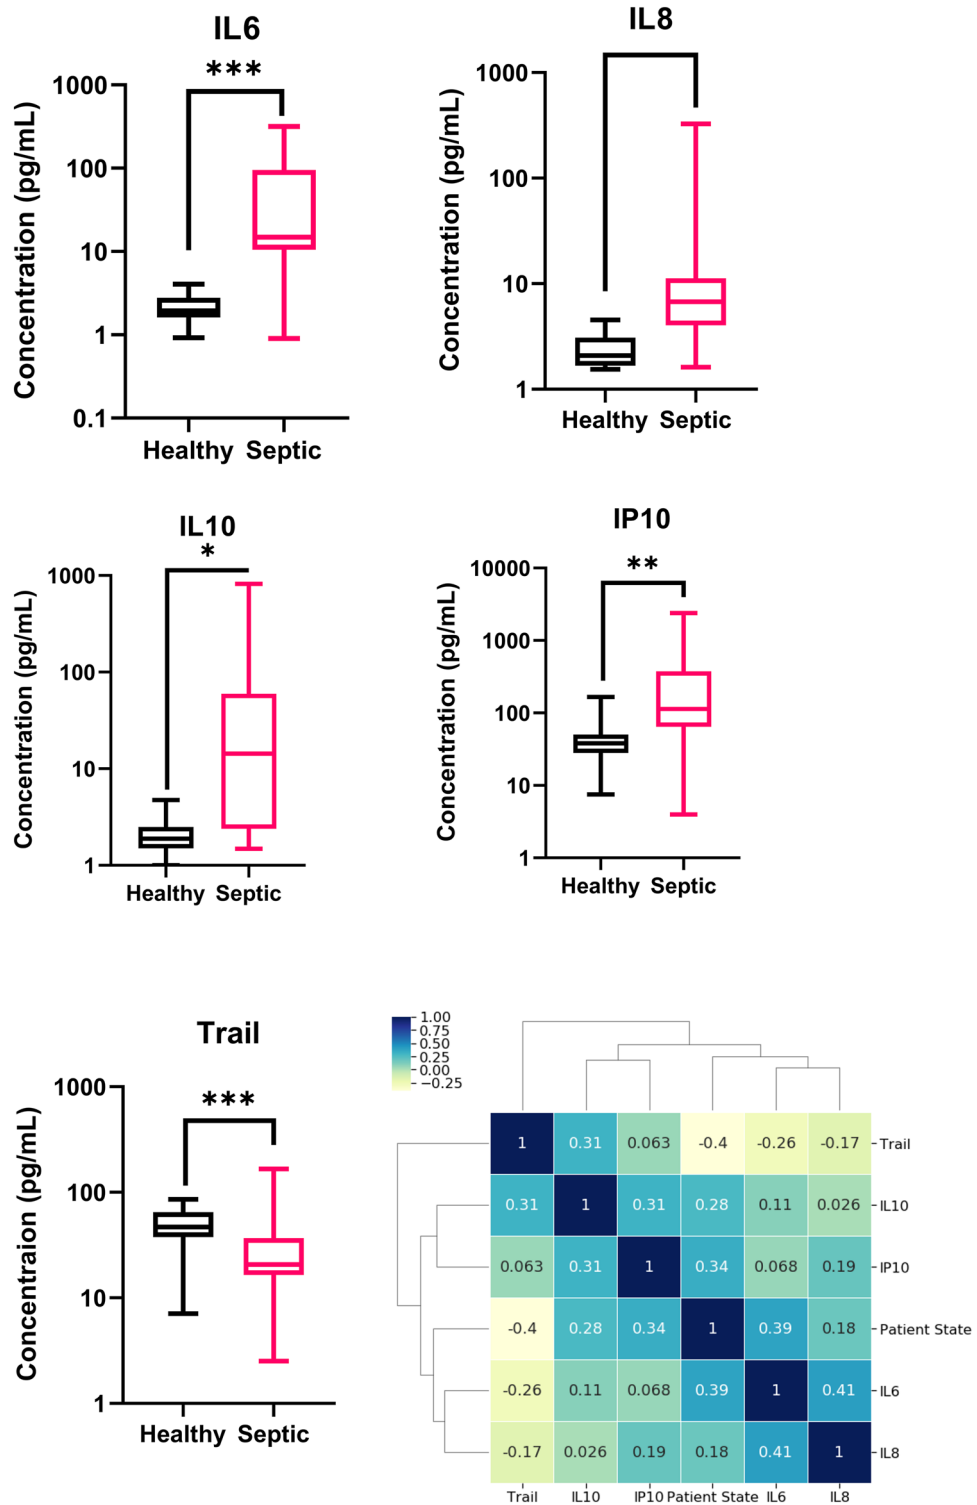 IL6
***
Concentration (pg/mL)
1000
100
10
1
0.1
Healthy Septic
IL8
Concentration (pg/mL)
1000
100
10
1
Healthy Septic
IL10
*
Concentration (pg/mL)
1000
100
10
1
Healthy Septic
IP10
**
Concentration (pg/mL)
10000
1000
100
10
1
Healthy Septic
Trail
***
Concentraion (pg/mL)
1000
100
10
1
Healthy Septic
1.00
0.75
0.50
0.25
0.00
−0.25
1 0.31 0.063 -0.4 -0.26 -0.17 Trail
0.31 1 0.31 0.28 0.11 0.026 IL10
0.063 0.31 1 0.34 0.068 0.19 IP10
-0.4 0.28 0.34 1 0.39 0.18 Patient State
-0.26 0.11 0.068 0.39 1 0.41 IL6
-0.17 0.026 0.19 0.18 0.41 1 IL8
Trail IL10 IP10 Patient State IL6 IL8